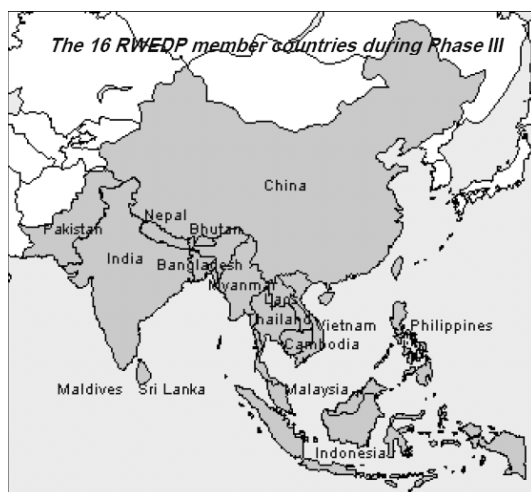 The 16 RWEDP member countries during Phase III
China
Nepal
Pakistan
Bhutan
India
Bangladesh
Myanmar
Laos
Thailand
Vietnam
Philippines
Cambodia
Maldives
Sri Lanka
Malaysia
Indonesia